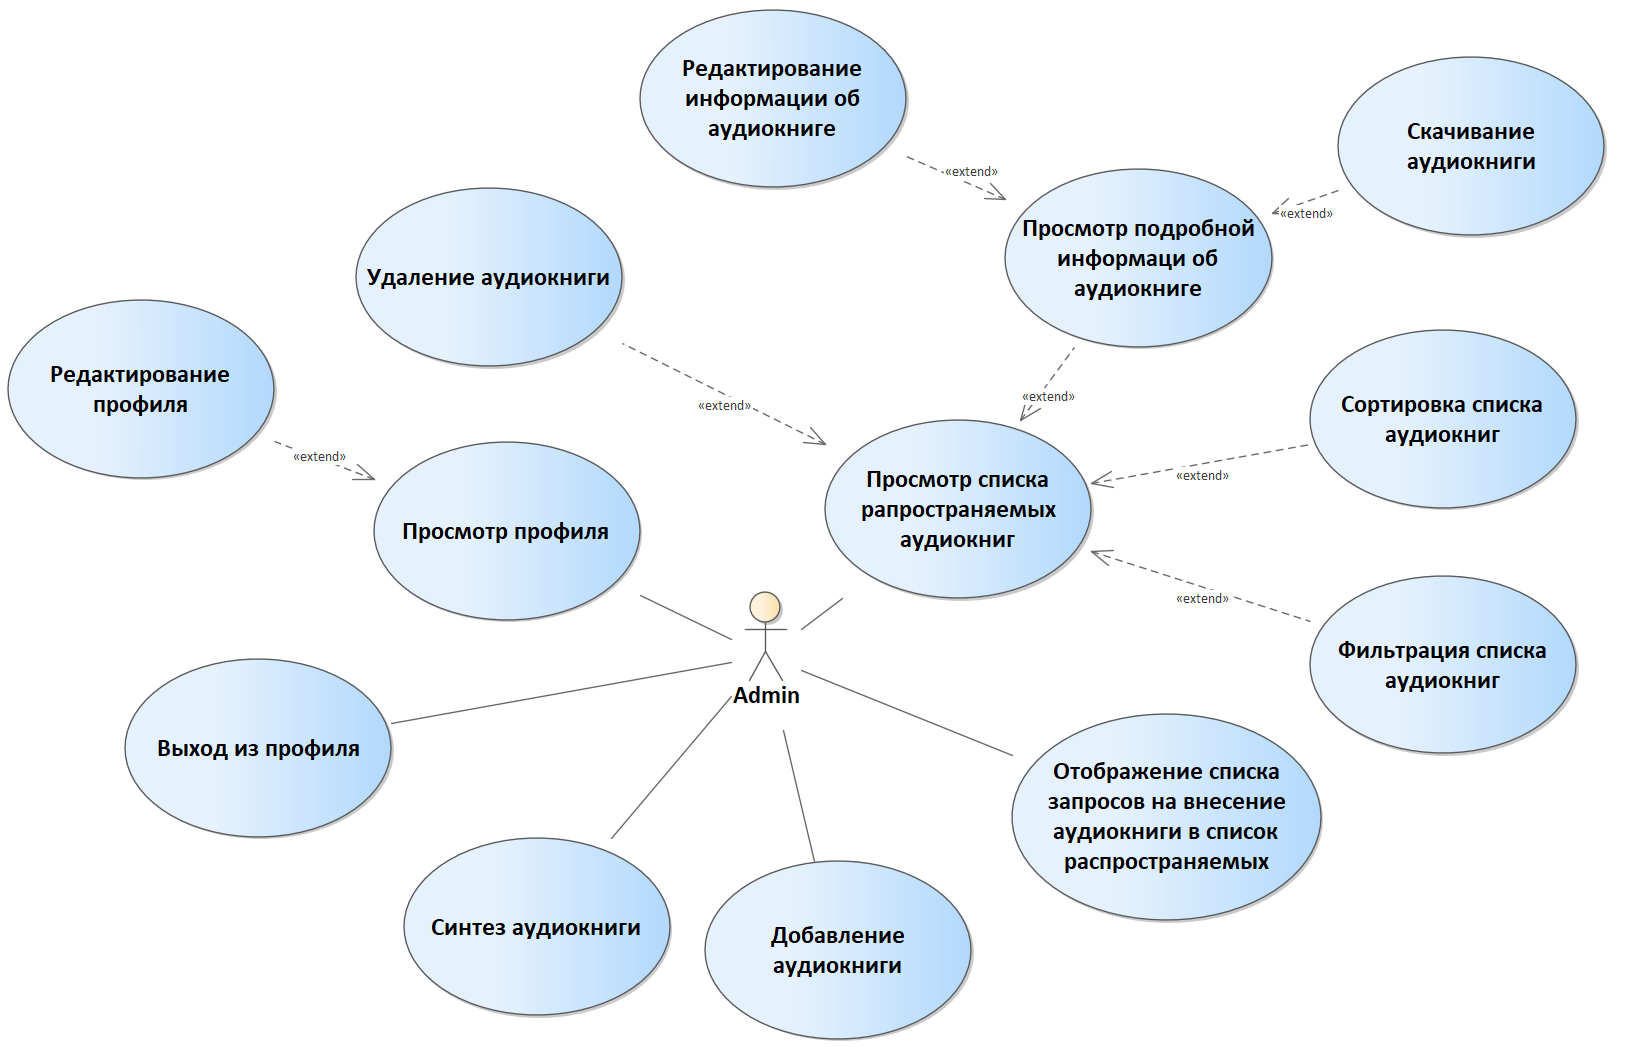 Редактирование
информации об
аудиокниге
Скачивание
аудиокниги
«extend»
«extend»
Просмотр подробной
информаци об
аудиокниге
Удаление аудиокниги
Редактирование
профиля
«extend»
«extend»
Сортировка списка
аудиокниг
«extend»
«extend»
Просмотр профиля
Просмотр списка
рапространяемых
аудиокниг
«extend»
«extend»
Фильтрация списка
аудиокниг
Admin
Выход из профиля
Отображение списка
запросов на внесение
аудиокниги в список
распространяемых
Синтез аудиокниги
Добавление
аудиокниги